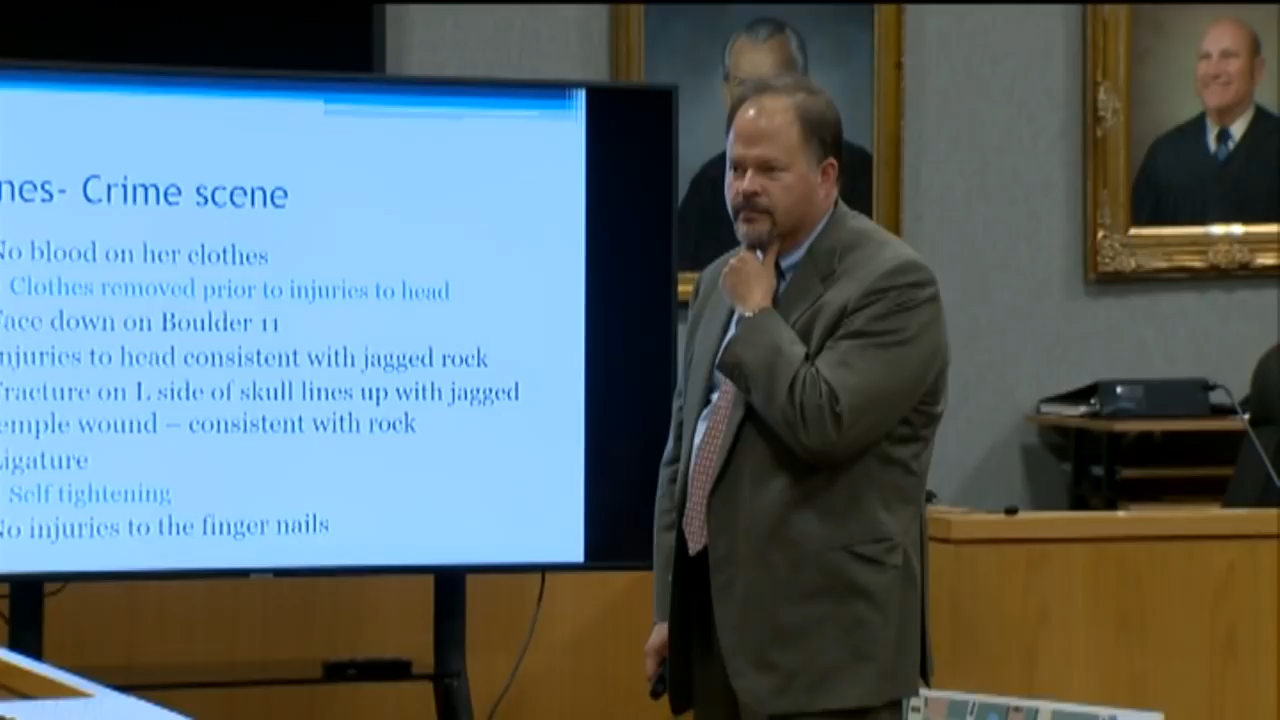 nes- Crime scene
No blood on her clothes
Clothes removed prior to injuries to head
Face down on Boulder 11
njuries to head consistent with jagged rock
Fracture on L side of skull lines up with jagged
emple wound – consistent with rock
Ligature
Self tightening
No injuries to the finger nails